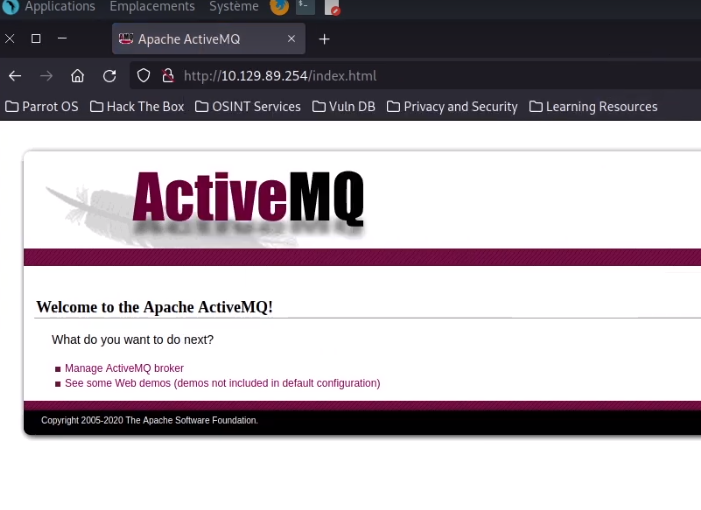 Applications Emplacements Système
Apache ActiveMQ
http://10.129.89.254/index.html
Parrot OS Hack The Box OSINT Services Vuln DB Privacy and Security Learning Resources
ActiveMQ
Welcome to the Apache ActiveMQ!
What do you want to do next?
Manage ActiveMQ broker
See some Web demos (demos not included in default configuration)
Copyright 2005-2020 The Apache Software Foundation.